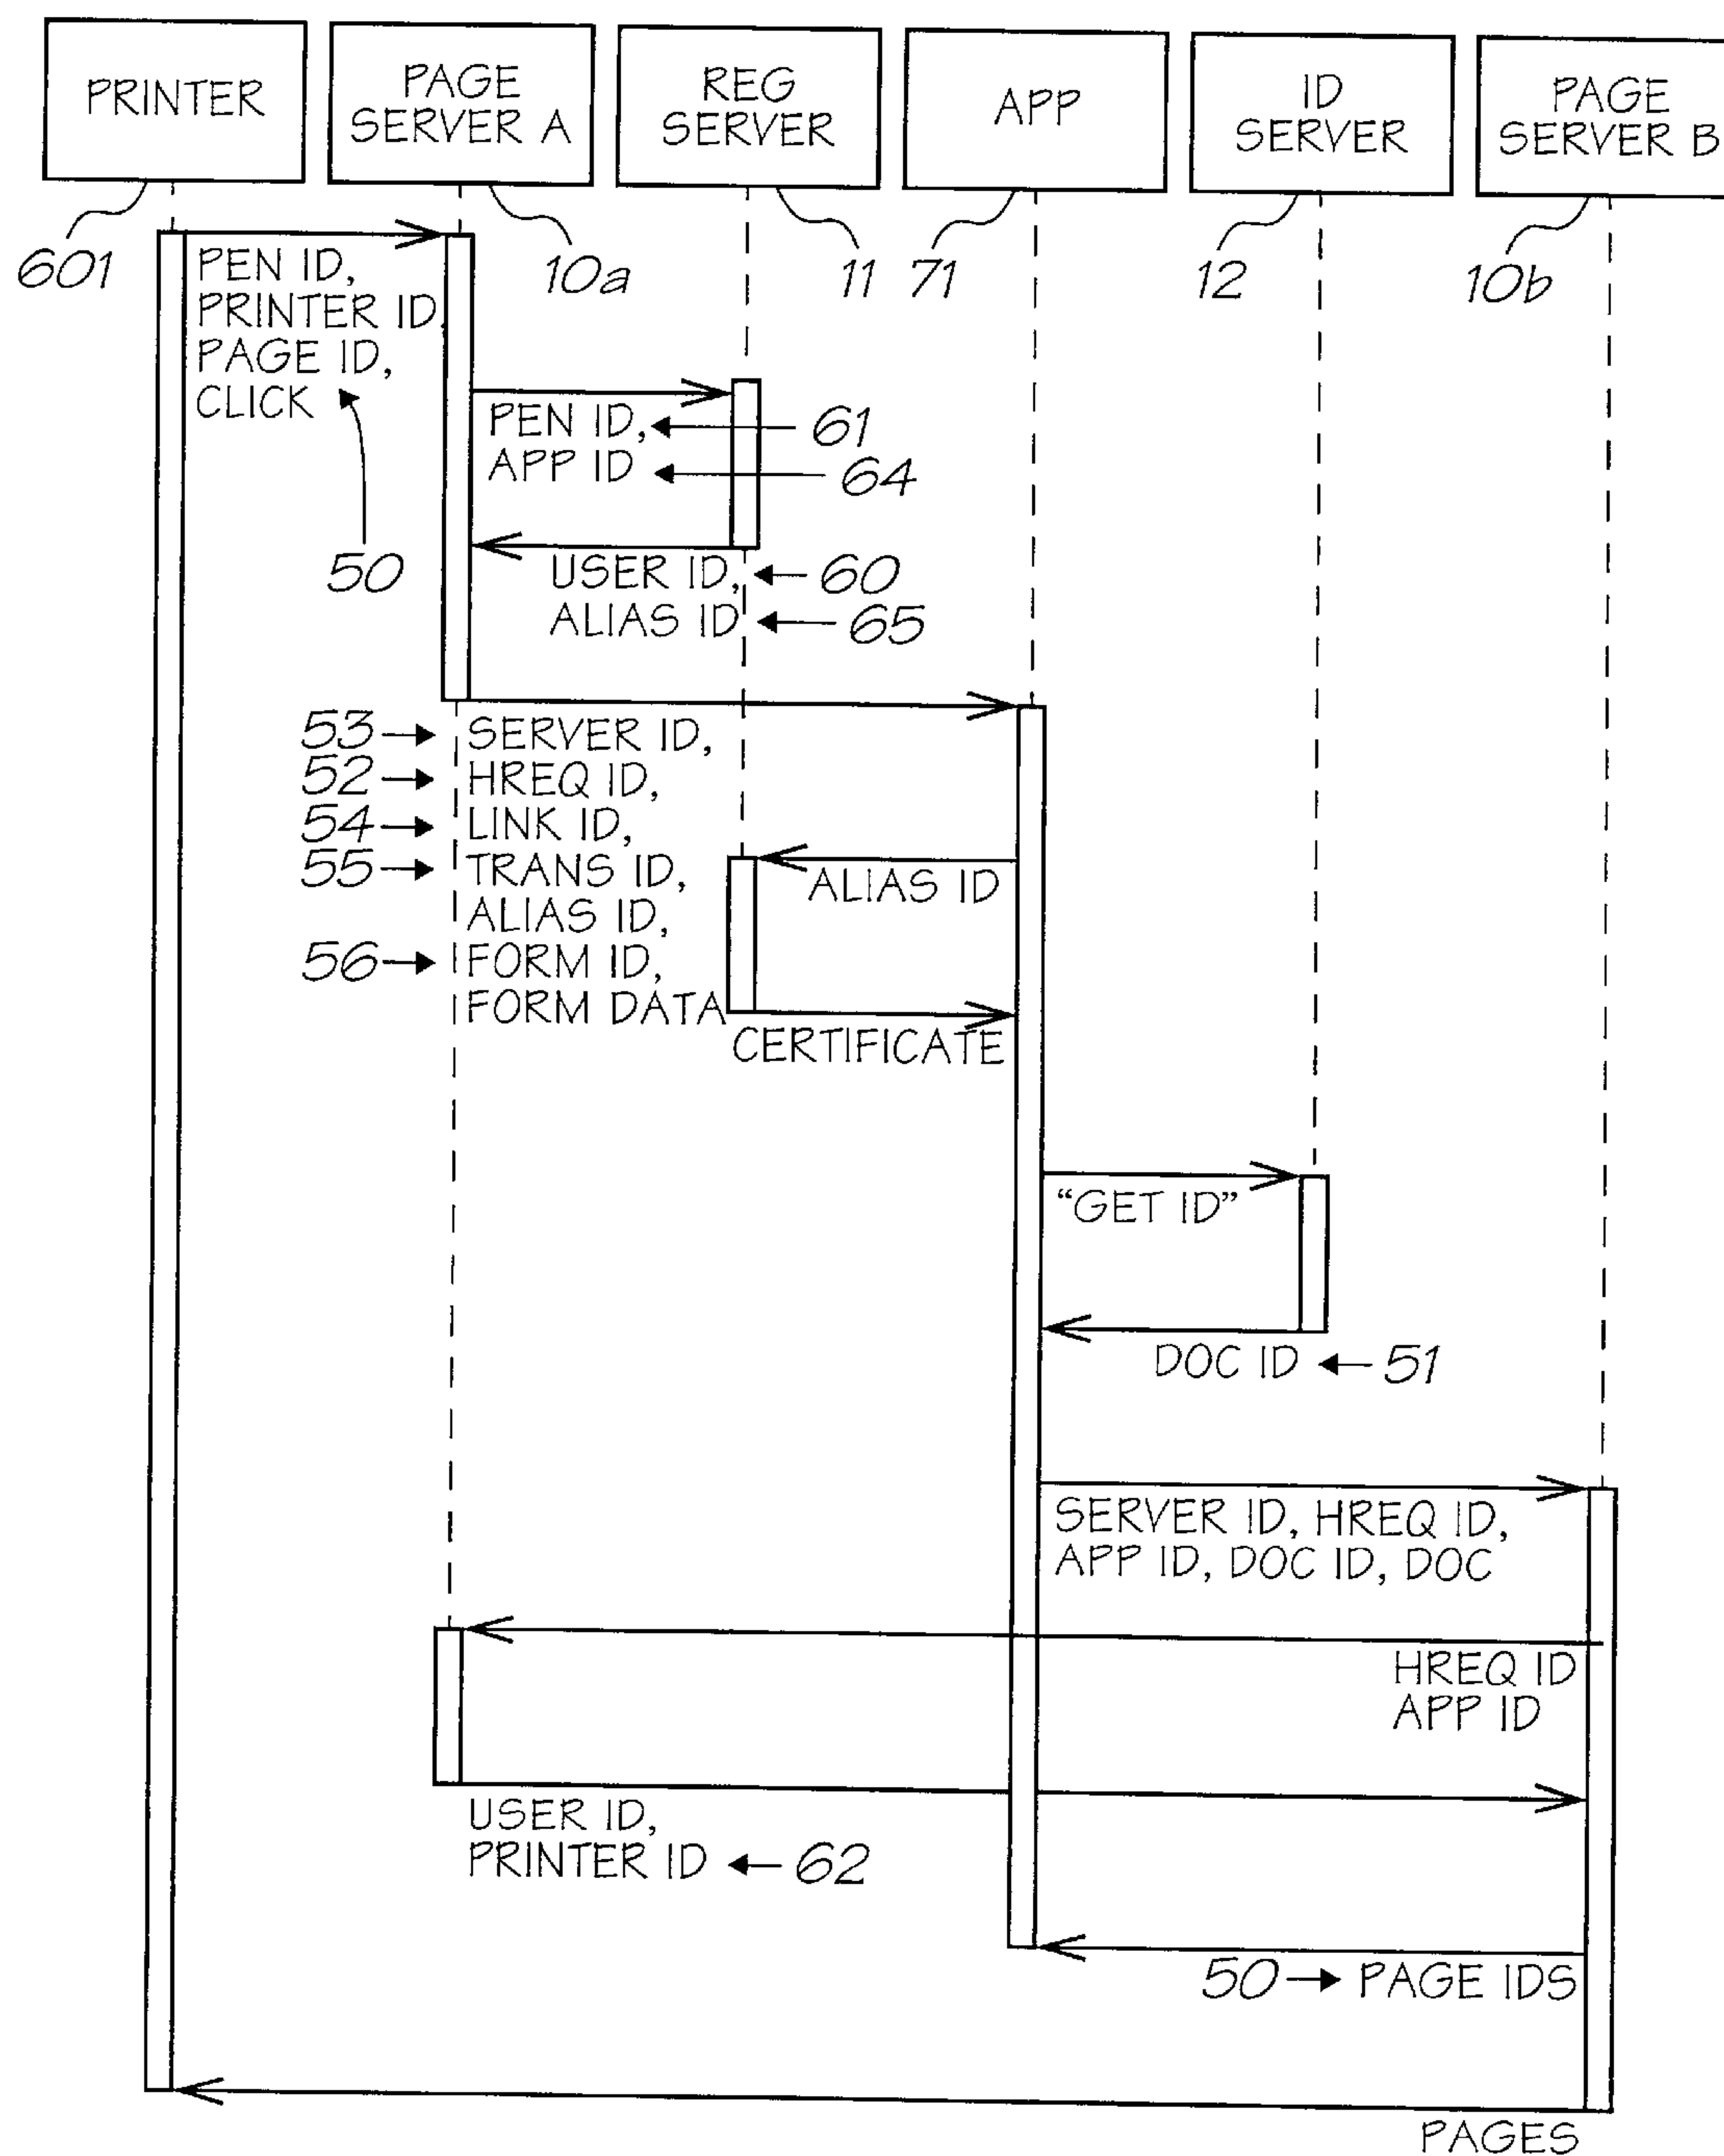 PRINTER
PAGE
SERVER A
REG
SERVER
APP
ID
SERVER
PAGE
SERVER B
601
10a
11
71
12
10b
PEN ID,
PRINTER ID,
PAGE ID,
CLICK
50
PEN ID, 61
APP ID 64
USER ID, 60
ALIAS ID 65
53 SERVER ID,
52 HREQ ID,
54 LINK ID,
55 TRANS ID,
ALIAS ID,
56 FORM ID,
FORM DATA
ALIAS ID
CERTIFICATE
“GET ID”
DOC ID 51
SERVER ID, HREQ ID,
APP ID, DOC ID, DOC
HREQ ID
APP ID
USER ID,
PRINTER ID 62
50 PAGE IDS
PAGES